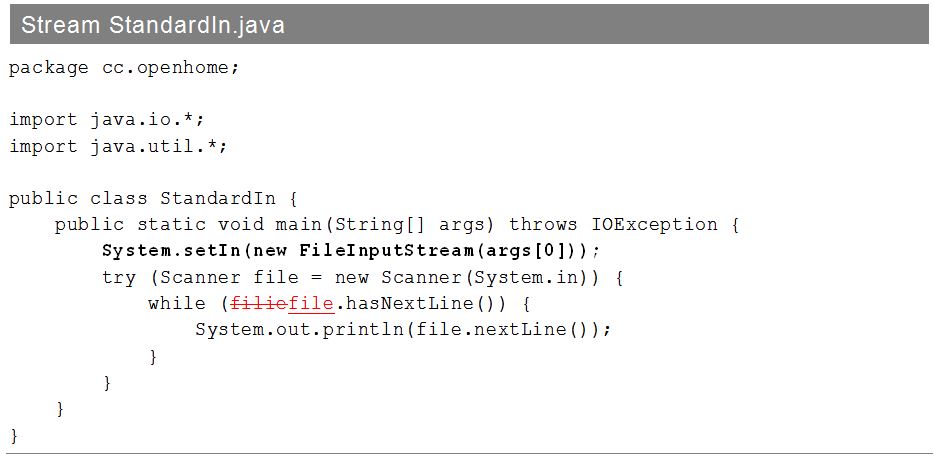 Stream StandardIn.java
package cc.openhome;
import java.io.*;
import java.util.*;
public class StandardIn {
    public static void main(String[] args) throws IOException {
        System.setIn(new FileInputStream(args[0]));
        try (Scanner file = new Scanner(System.in)) {
            while (filiefile.hasNextLine()) {
                System.out.println(file.nextLine());
            }
        }
    }
}